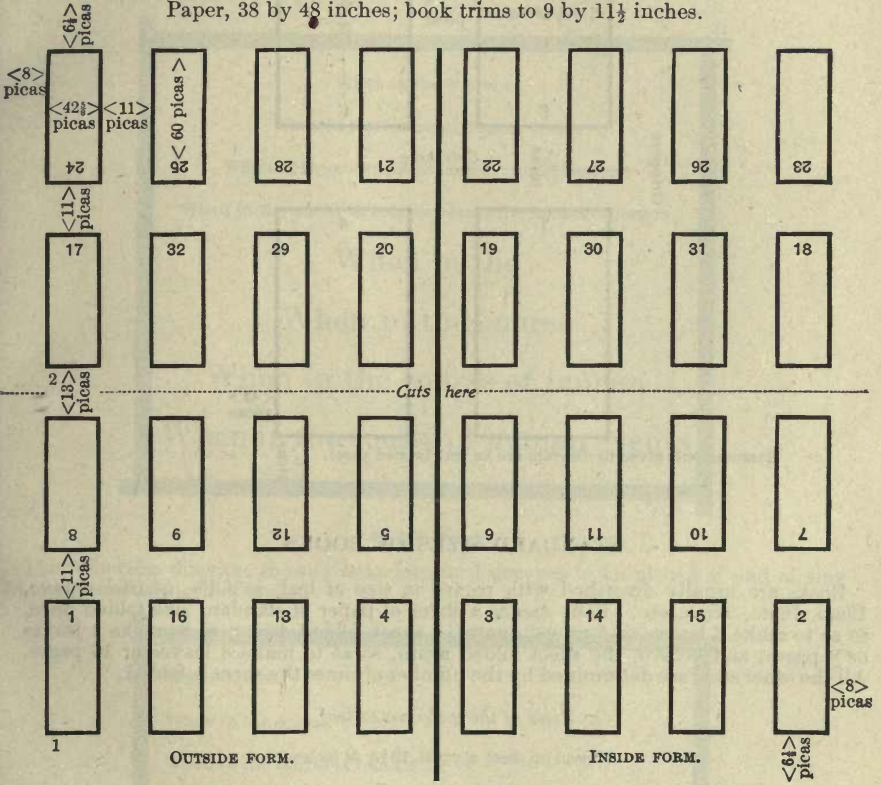 Paper, 38 by 48 inches; book trims to 9 by 11½ inches.
<6½> picas
<8> picas
<42⅝> picas
<11> picas
< 60 picas >
24 25 28 21 22 27 26 23
<11> picas
17 32 29 20 19 30 31 18
2
<13> picas
Cuts here
8 9 12 5 6 11 10 7
<11> picas
1 16 13 4 3 14 15 2
<8> picas
1
OUTSIDE FORM. INSIDE FORM.
<6½> picas